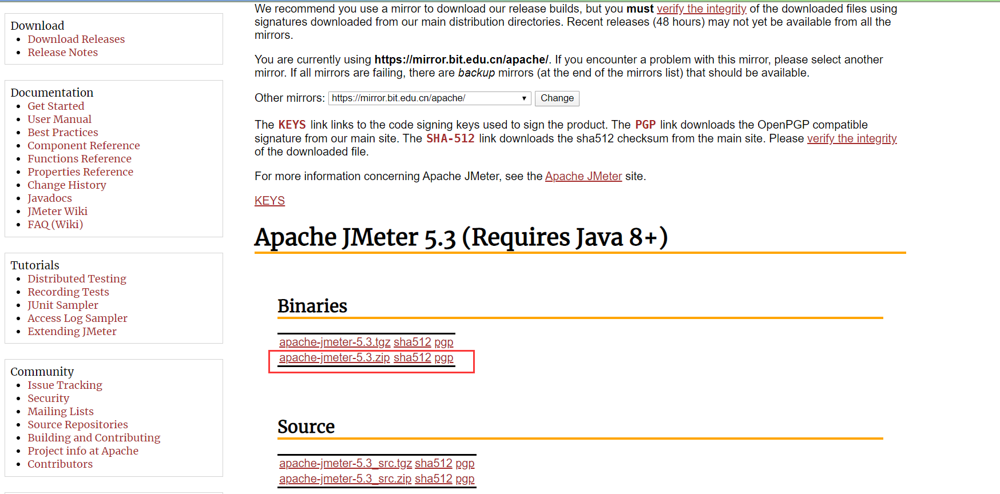 Download
Download Releases
Release Notes
Documentation
Get Started
User Manual
Best Practices
Component Reference
Functions Reference
Properties Reference
Change History
Javadocs
JMeter Wiki
FAQ (Wiki)
Tutorials
Distributed Testing
Recording Tests
JUnit Sampler
Access Log Sampler
Extending JMeter
Community
Issue Tracking
Security
Mailing Lists
Source Repositories
Building and Contributing
Project info at Apache
Contributors
We recommend you use a mirror to download our release builds, but you must verify the integrity of the downloaded files using
signatures downloaded from our main distribution directories. Recent releases (48 hours) may not yet be available from all the
mirrors.
You are currently using https://mirror.bit.edu.cn/apache/. If you encounter a problem with this mirror, please select another
mirror. If all mirrors are failing, there are backup mirrors (at the end of the mirrors list) that should be available.
Other mirrors: https://mirror.bit.edu.cn/apache/ Change
The KEYS link links to the code signing keys used to sign the product. The PGP link downloads the OpenPGP compatible
signature from our main site. The SHA-512 link downloads the sha512 checksum from the main site. Please verify the integrity
of the downloaded file.
For more information concerning Apache JMeter, see the Apache JMeter site.
KEYS
Apache JMeter 5.3 (Requires Java 8+)
Binaries
apache-jmeter-5.3.tgz sha512 pgp
apache-jmeter-5.3.zip sha512 pgp
Source
apache-jmeter-5.3_src.tgz sha512 pgp
apache-jmeter-5.3_src.zip sha512 pgp